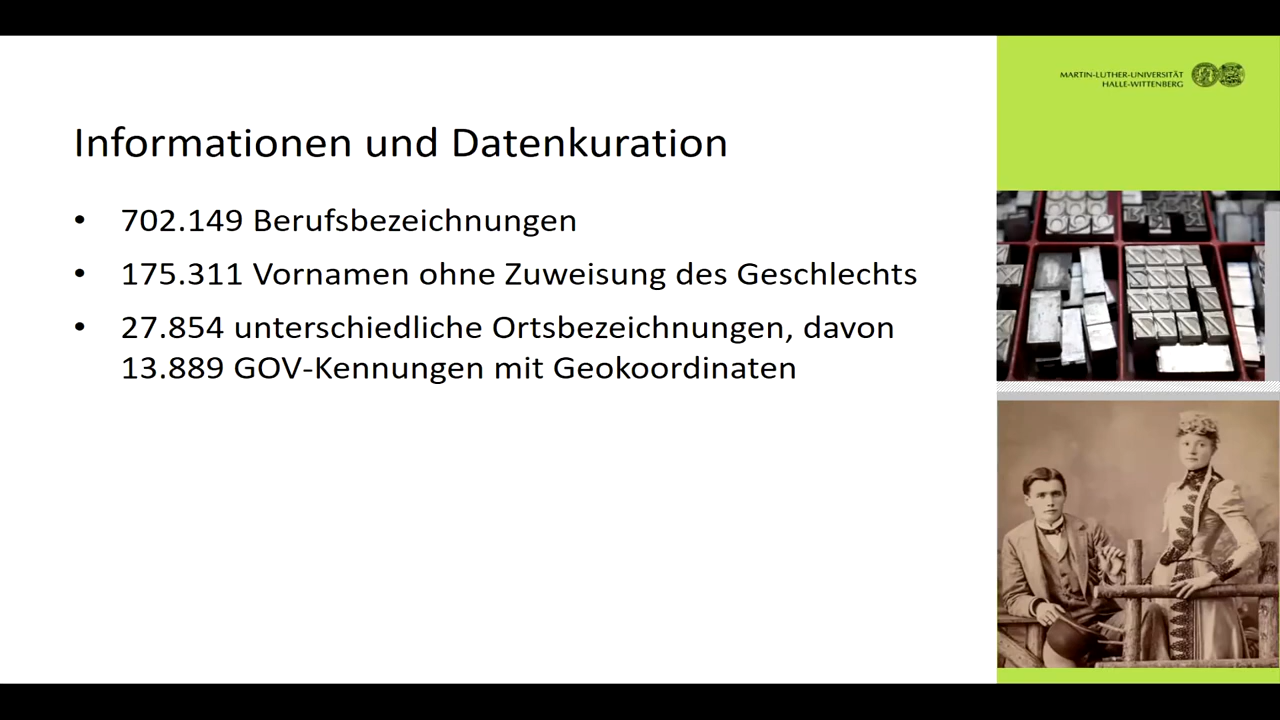 MARTIN-LUTHER-UNIVERSITÄT
HALLE-WITTENBERG
Informationen und Datenkuration
• 702.149 Berufsbezeichnungen
• 175.311 Vornamen ohne Zuweisung des Geschlechts
• 27.854 unterschiedliche Ortsbezeichnungen, davon
13.889 GOV-Kennungen mit Geokoordinaten